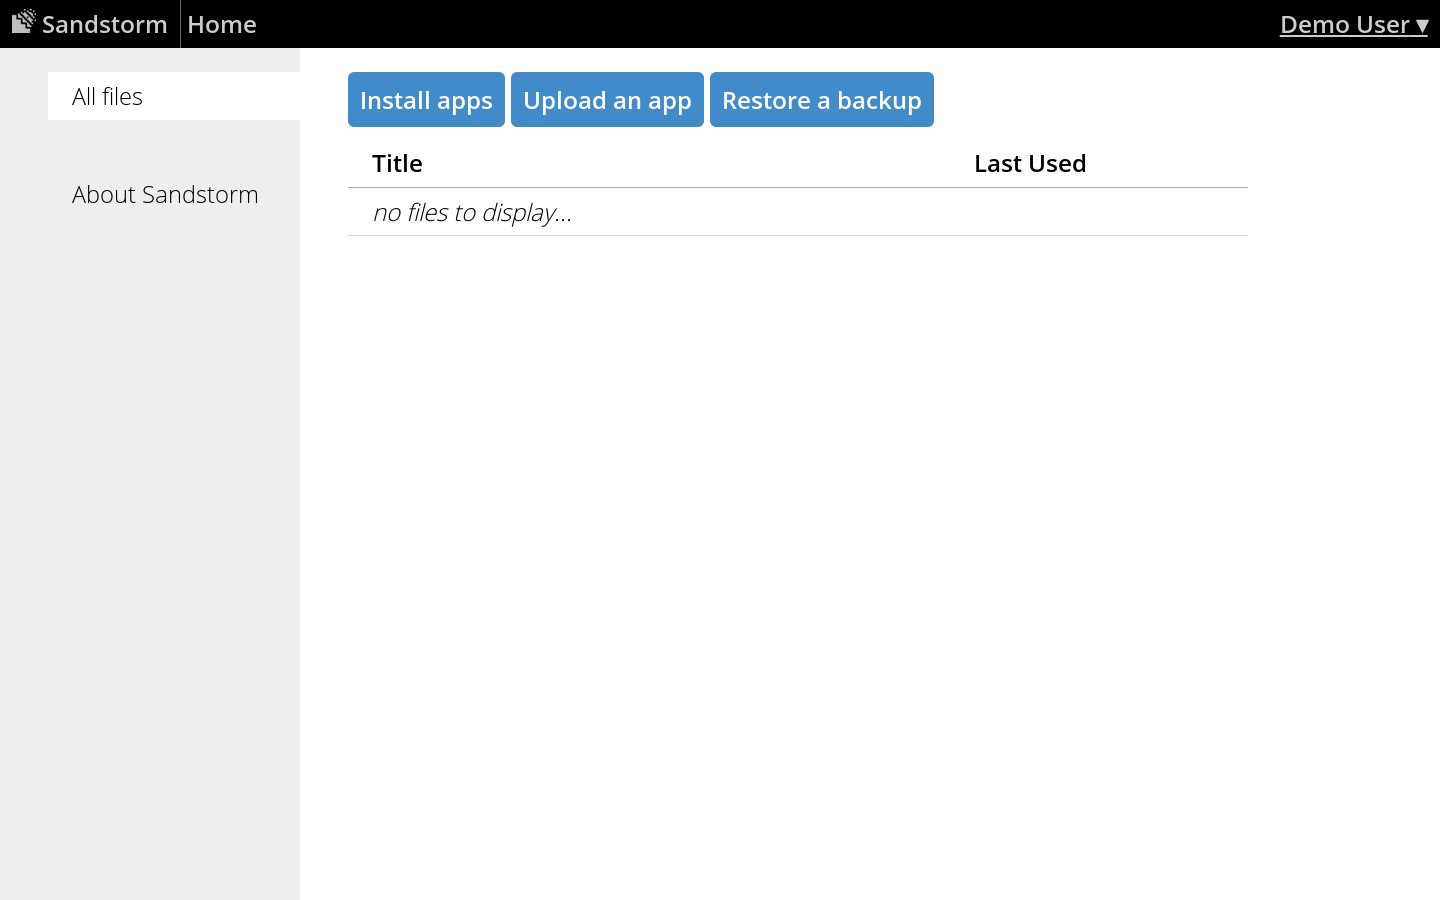 Sandstorm Home Demo User ▾
All files
About Sandstorm
Install apps Upload an app Restore a backup
Title Last Used
no files to display...